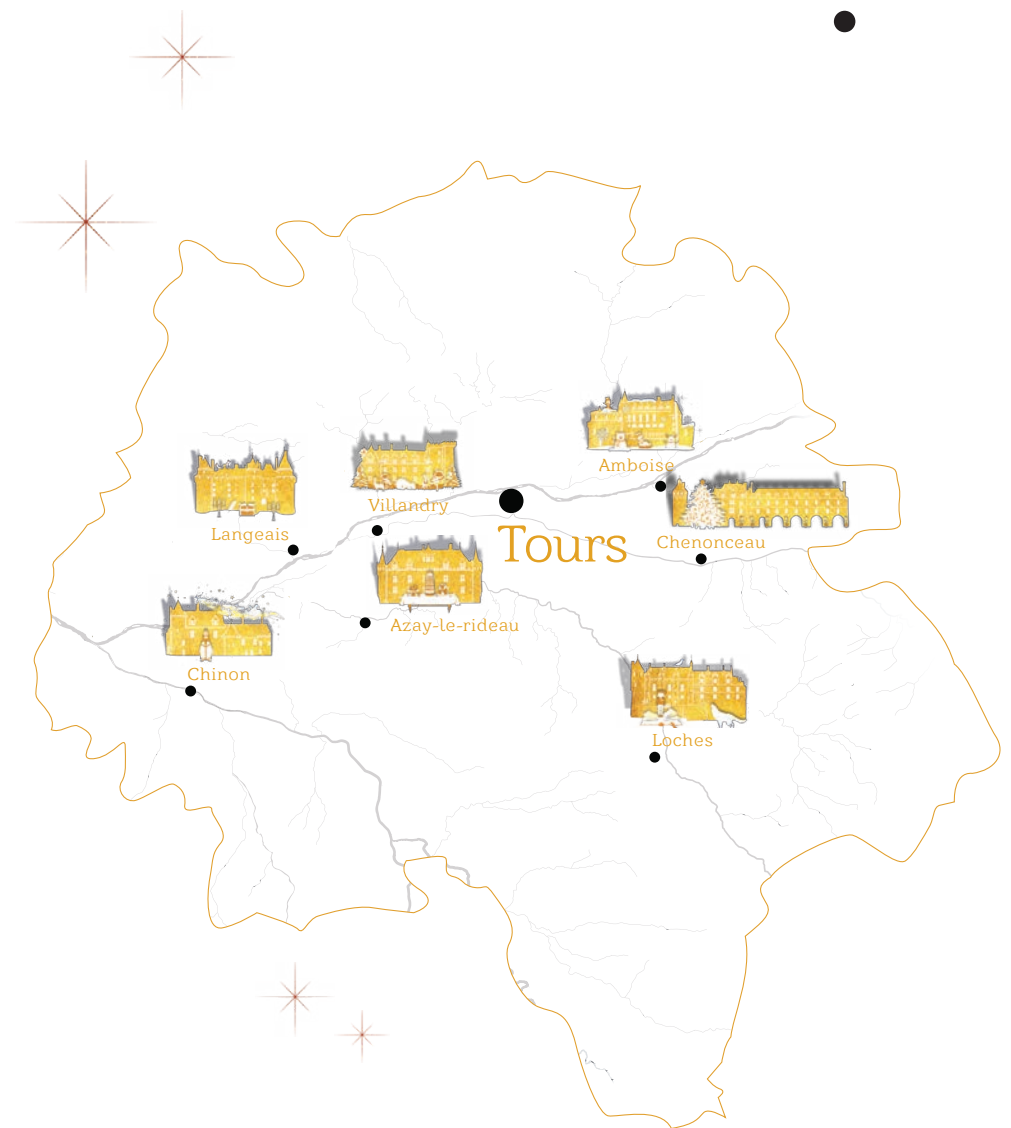 Amboise
Villandry
Langeais
Tours
Chenonceau
Azay-le-rideau
Chinon
Loches